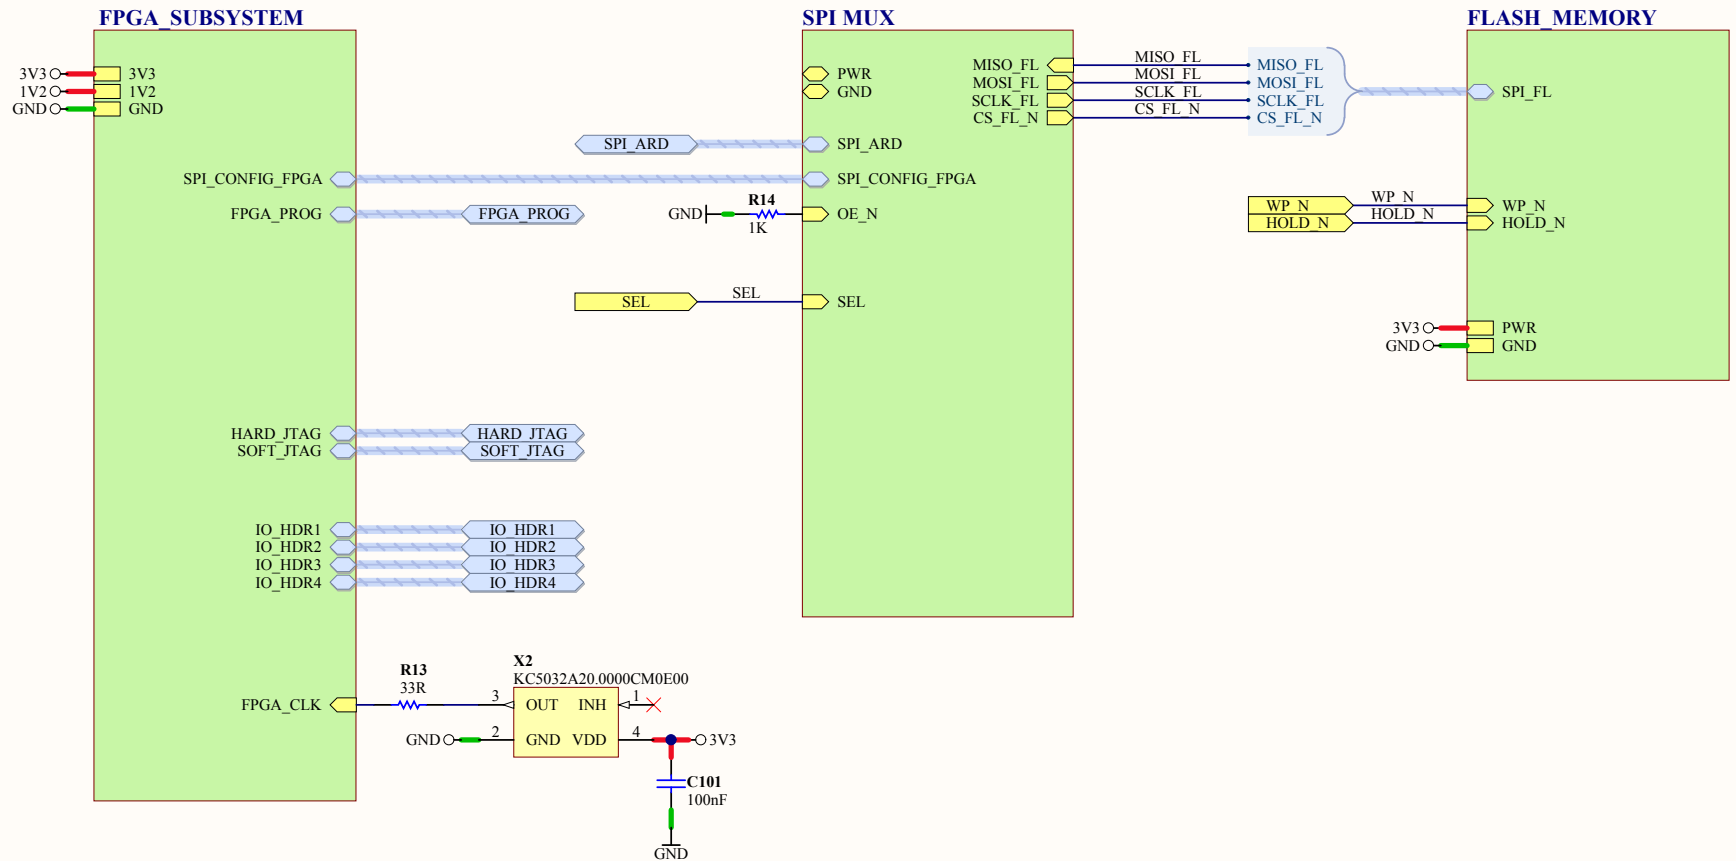 FPGA_SUBSYSTEM
3V3 3V3
1V2 1V2
GND GND
SPI_CONFIG_FPGA
FPGA_PROG FPGA_PROG
HARD_JTAG HARD_JTAG
SOFT_JTAG SOFT_JTAG
IO_HDR1 IO_HDR1
IO_HDR2 IO_HDR2
IO_HDR3 IO_HDR3
IO_HDR4 IO_HDR4
FPGA_CLK
R13
33R
X2
KC5032A20.0000CM0E00
3 OUT INH 1
GND 2 GND VDD 4 3V3
C101
100nF
GND
SPI MUX
PWR
GND
SPI_ARD SPI_ARD
SPI_CONFIG_FPGA
R14
GND OE_N
1K
SEL SEL SEL
MISO_FL MISO_FL MISO_FL
MOSI_FL MOSI_FL MOSI_FL
SCLK_FL SCLK_FL SCLK_FL
CS_FL_N CS_FL_N CS_FL_N
FLASH_MEMORY
SPI_FL
WP_N WP_N WP_N
HOLD_N HOLD_N HOLD_N
3V3 PWR
GND GND